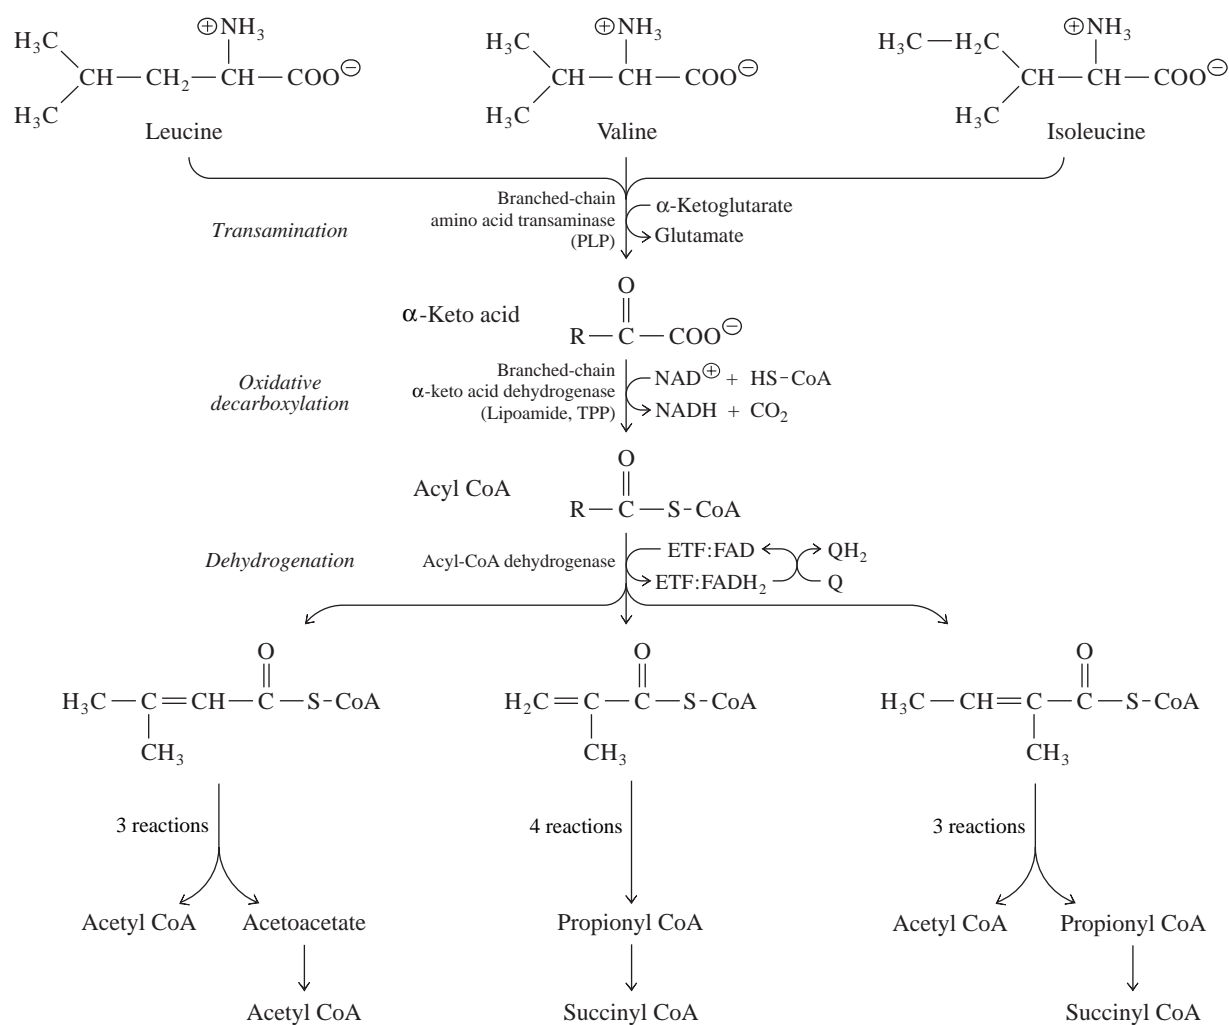 H₃C ⊕NH₃
CH—CH₂—CH—COO⊖
H₃C
Leucine
H₃C ⊕NH₃
CH—CH—COO⊖
H₃C
Valine
H₃C—H₂C ⊕NH₃
CH—CH—COO⊖
H₃C
Isoleucine
Transamination
Branched-chain
amino acid transaminase
(PLP)
α-Ketoglutarate
Glutamate
α-Keto acid
O
R—C—COO⊖
Oxidative
decarboxylation
Branched-chain
α-keto acid dehydrogenase
(Lipoamide, TPP)
NAD⊕ + HS-CoA
NADH + CO₂
Acyl CoA
O
R—C—S-CoA
Dehydrogenation
Acyl-CoA dehydrogenase
ETF:FAD QH₂
ETF:FADH₂ Q
O
H₃C—C=CH—C—S-CoA
CH₃
O
H₂C=C—C—S-CoA
CH₃
O
H₃C—CH=C—C—S-CoA
CH₃
3 reactions
4 reactions
3 reactions
Acetyl CoA Acetoacetate
Propionyl CoA
Acetyl CoA Propionyl CoA
Acetyl CoA
Succinyl CoA
Succinyl CoA